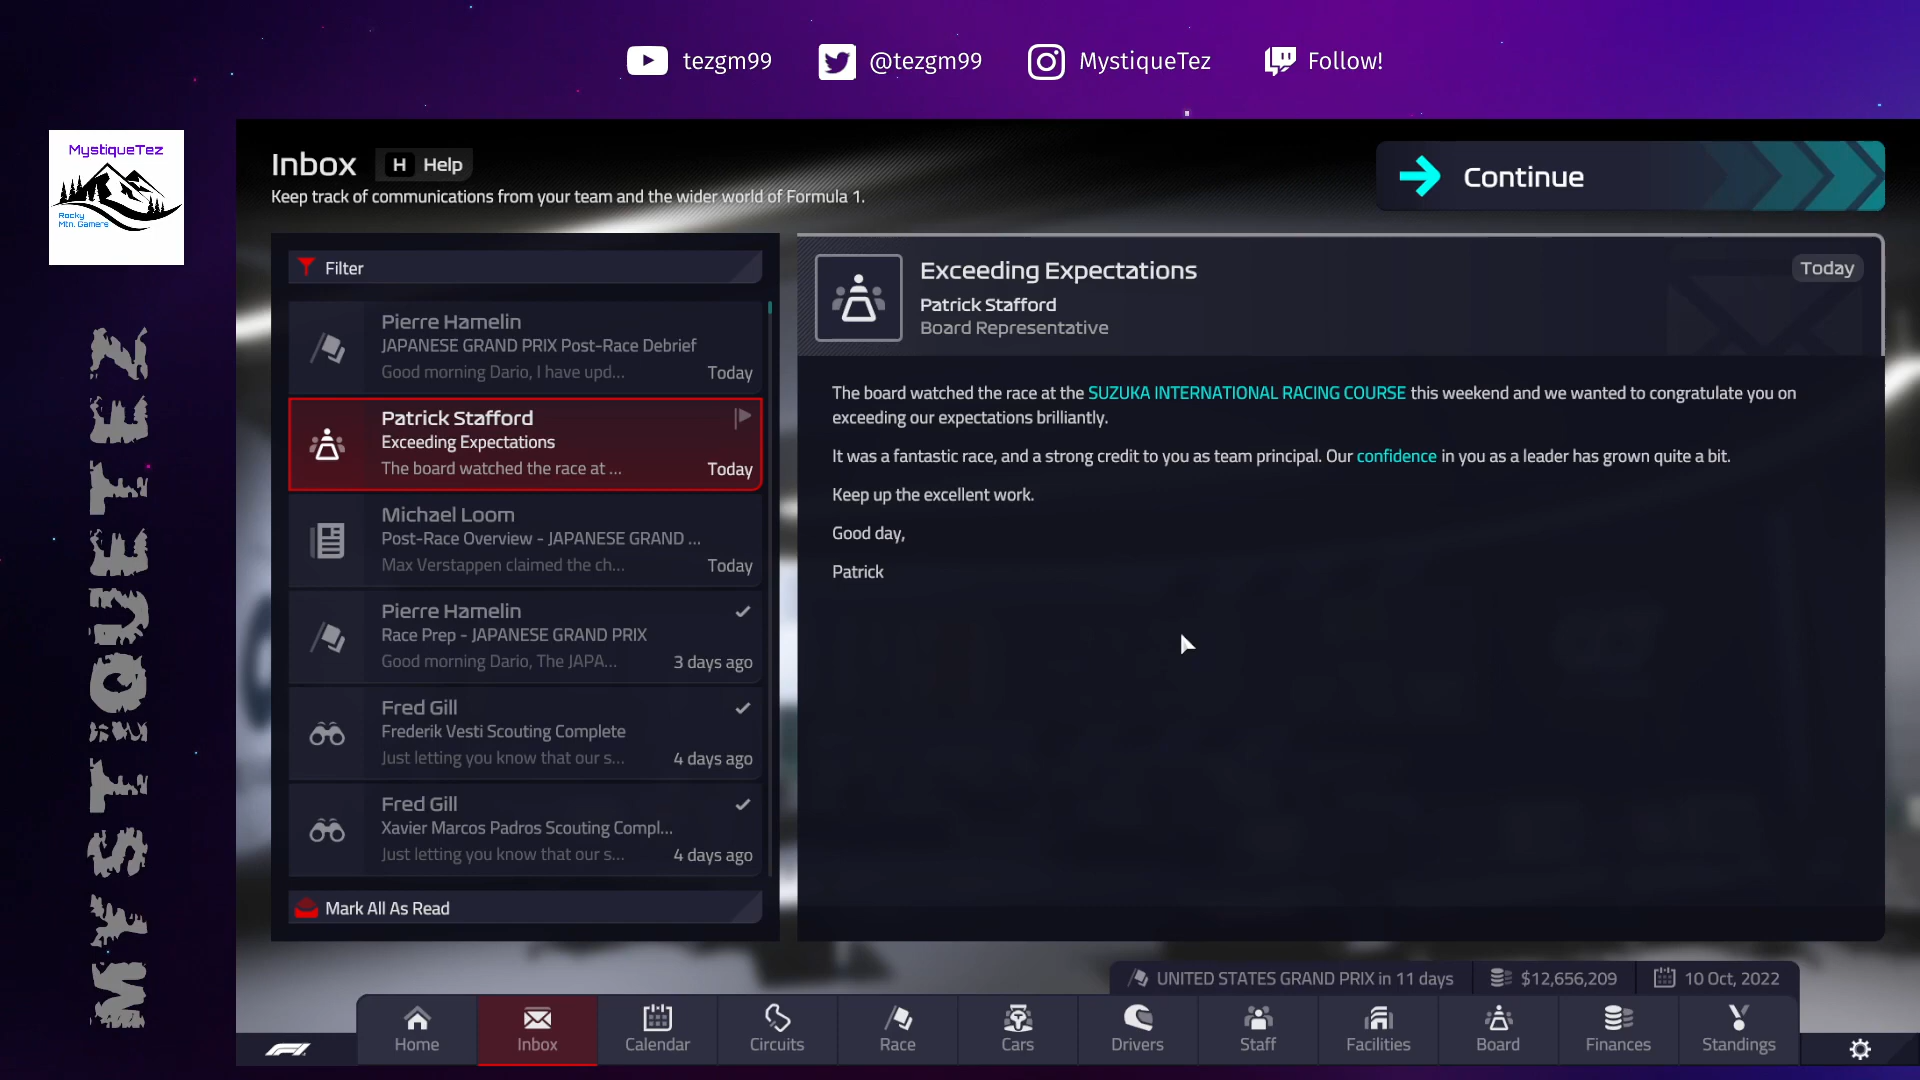 tezgm99
@tezgm99
MystiqueTez
Follow!
MystiqueTez
Rocky
Mtn. Gamers
MYSTIQUETEZ
Inbox
H Help
Keep track of communications from your team and the wider world of Formula 1.
Continue
Filter
Pierre Hamelin
JAPANESE GRAND PRIX Post-Race Debrief
Good morning Dario, I have upd...
Today
Patrick Stafford
Exceeding Expectations
The board watched the race at ...
Today
Michael Loom
Post-Race Overview - JAPANESE GRAND ...
Max Verstappen claimed the ch...
Today
Pierre Hamelin
Race Prep - JAPANESE GRAND PRIX
Good morning Dario, The JAPA...
3 days ago
Fred Gill
Frederik Vesti Scouting Complete
Just letting you know that our s...
4 days ago
Fred Gill
Xavier Marcos Padros Scouting Compl...
Just letting you know that our s...
4 days ago
Mark All As Read
Exceeding Expectations
Today
Patrick Stafford
Board Representative
The board watched the race at the SUZUKA INTERNATIONAL RACING COURSE this weekend and we wanted to congratulate you on
exceeding our expectations brilliantly.
It was a fantastic race, and a strong credit to you as team principal. Our confidence in you as a leader has grown quite a bit.
Keep up the excellent work.
Good day,
Patrick
UNITED STATES GRAND PRIX in 11 days
$12,656,209
10 Oct, 2022
Home
Inbox
Calendar
Circuits
Race
Cars
Drivers
Staff
Facilities
Board
Finances
Standings